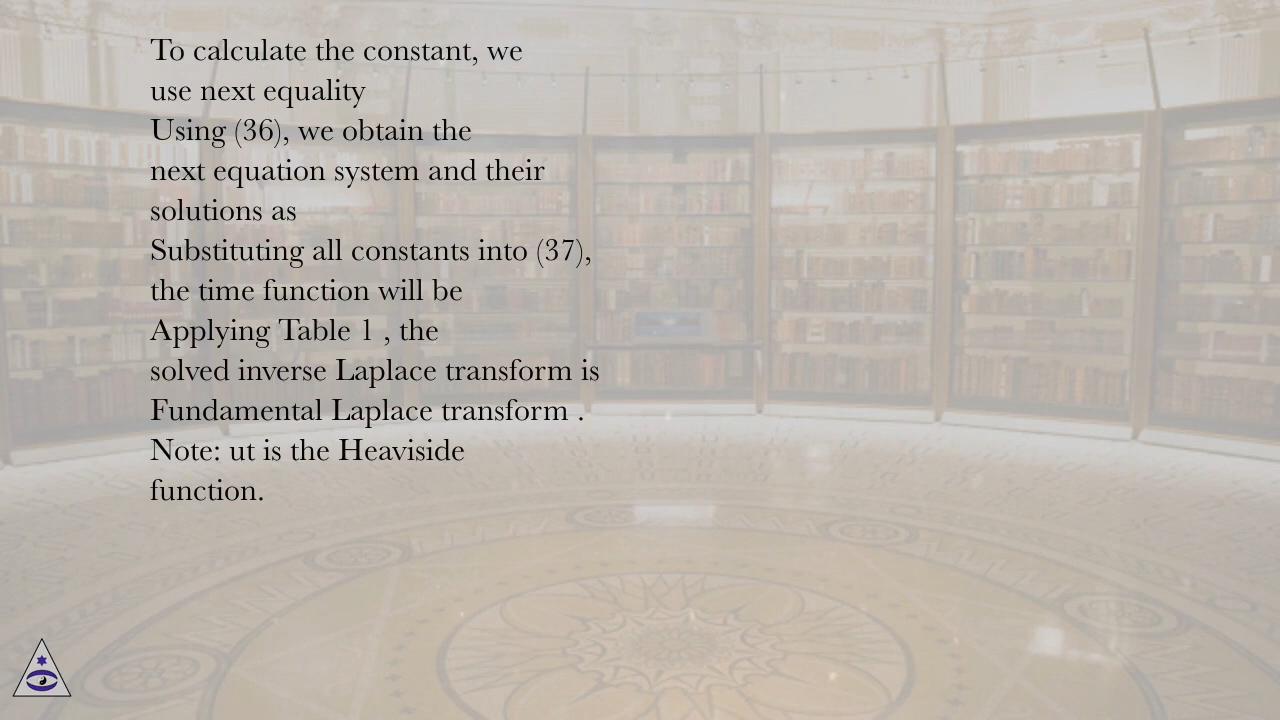 To calculate the constant, we
use next equality
Using (36), we obtain the
next equation system and their
solutions as
Substituting all constants into (37),
the time function will be
Applying Table 1 , the
solved inverse Laplace transform is
Fundamental Laplace transform .
Note: ut is the Heaviside
function.